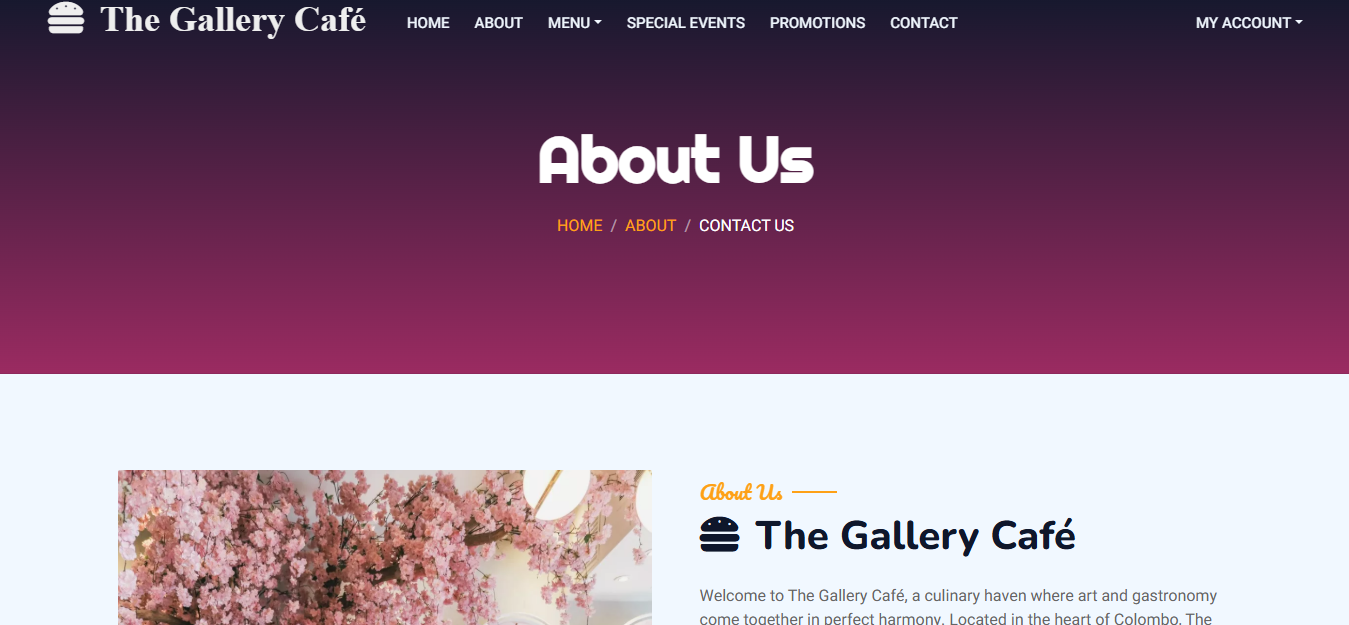 The Gallery Café HOME ABOUT MENU SPECIAL EVENTS PROMOTIONS CONTACT MY ACCOUNT
About Us
HOME / ABOUT / CONTACT US
About Us
The Gallery Café
Welcome to The Gallery Café, a culinary haven where art and gastronomy
come together in perfect harmony. Located in the heart of Colombo, The